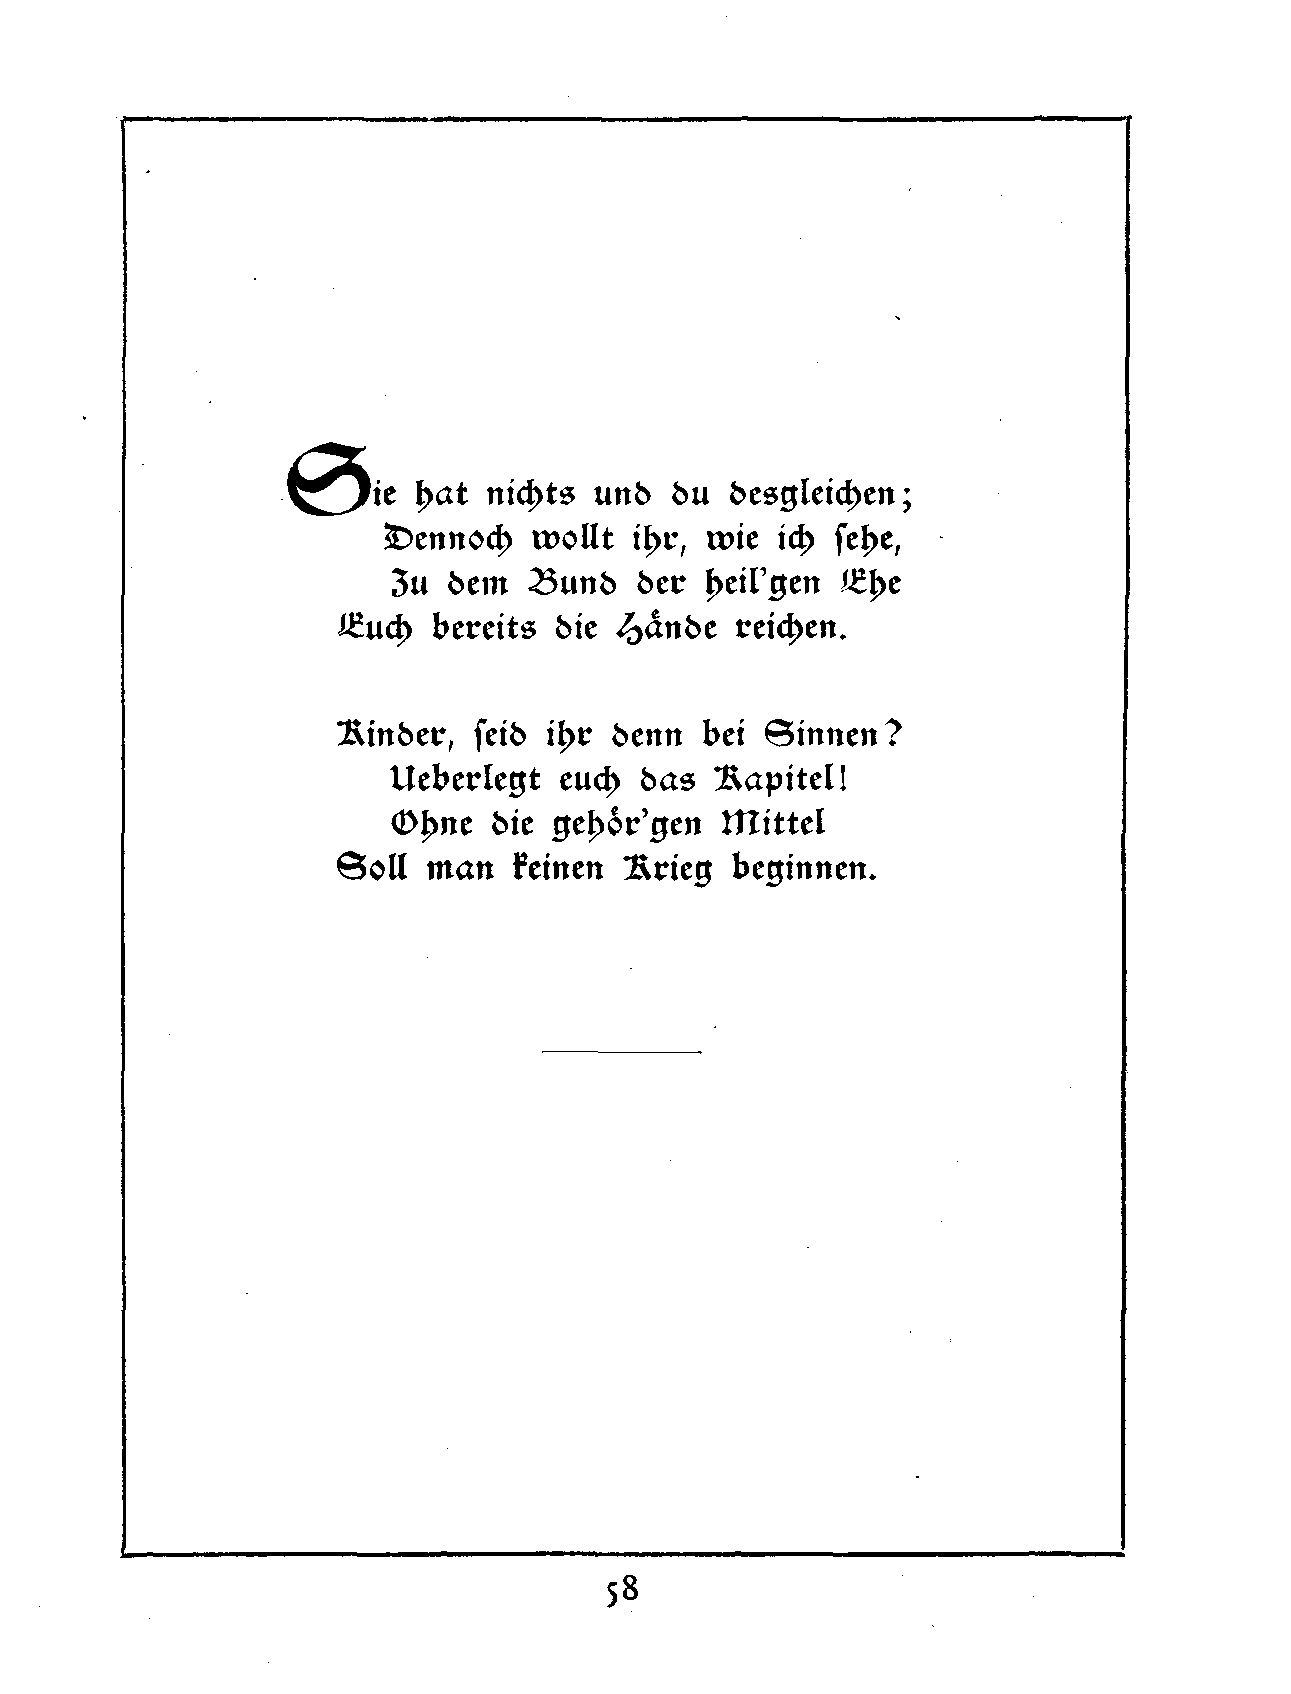 Sie hat nichts und du desgleichen;
Dennoch wollt ihr, wie ich sehe,
Zu dem Bund der heil'gen Ehe
Euch bereits die Hände reichen.
Kinder, seid ihr denn bei Sinnen?
Ueberlegt euch das Kapitel!
Ohne die gehör'gen Mittel
Soll man keinen Krieg beginnen.
58